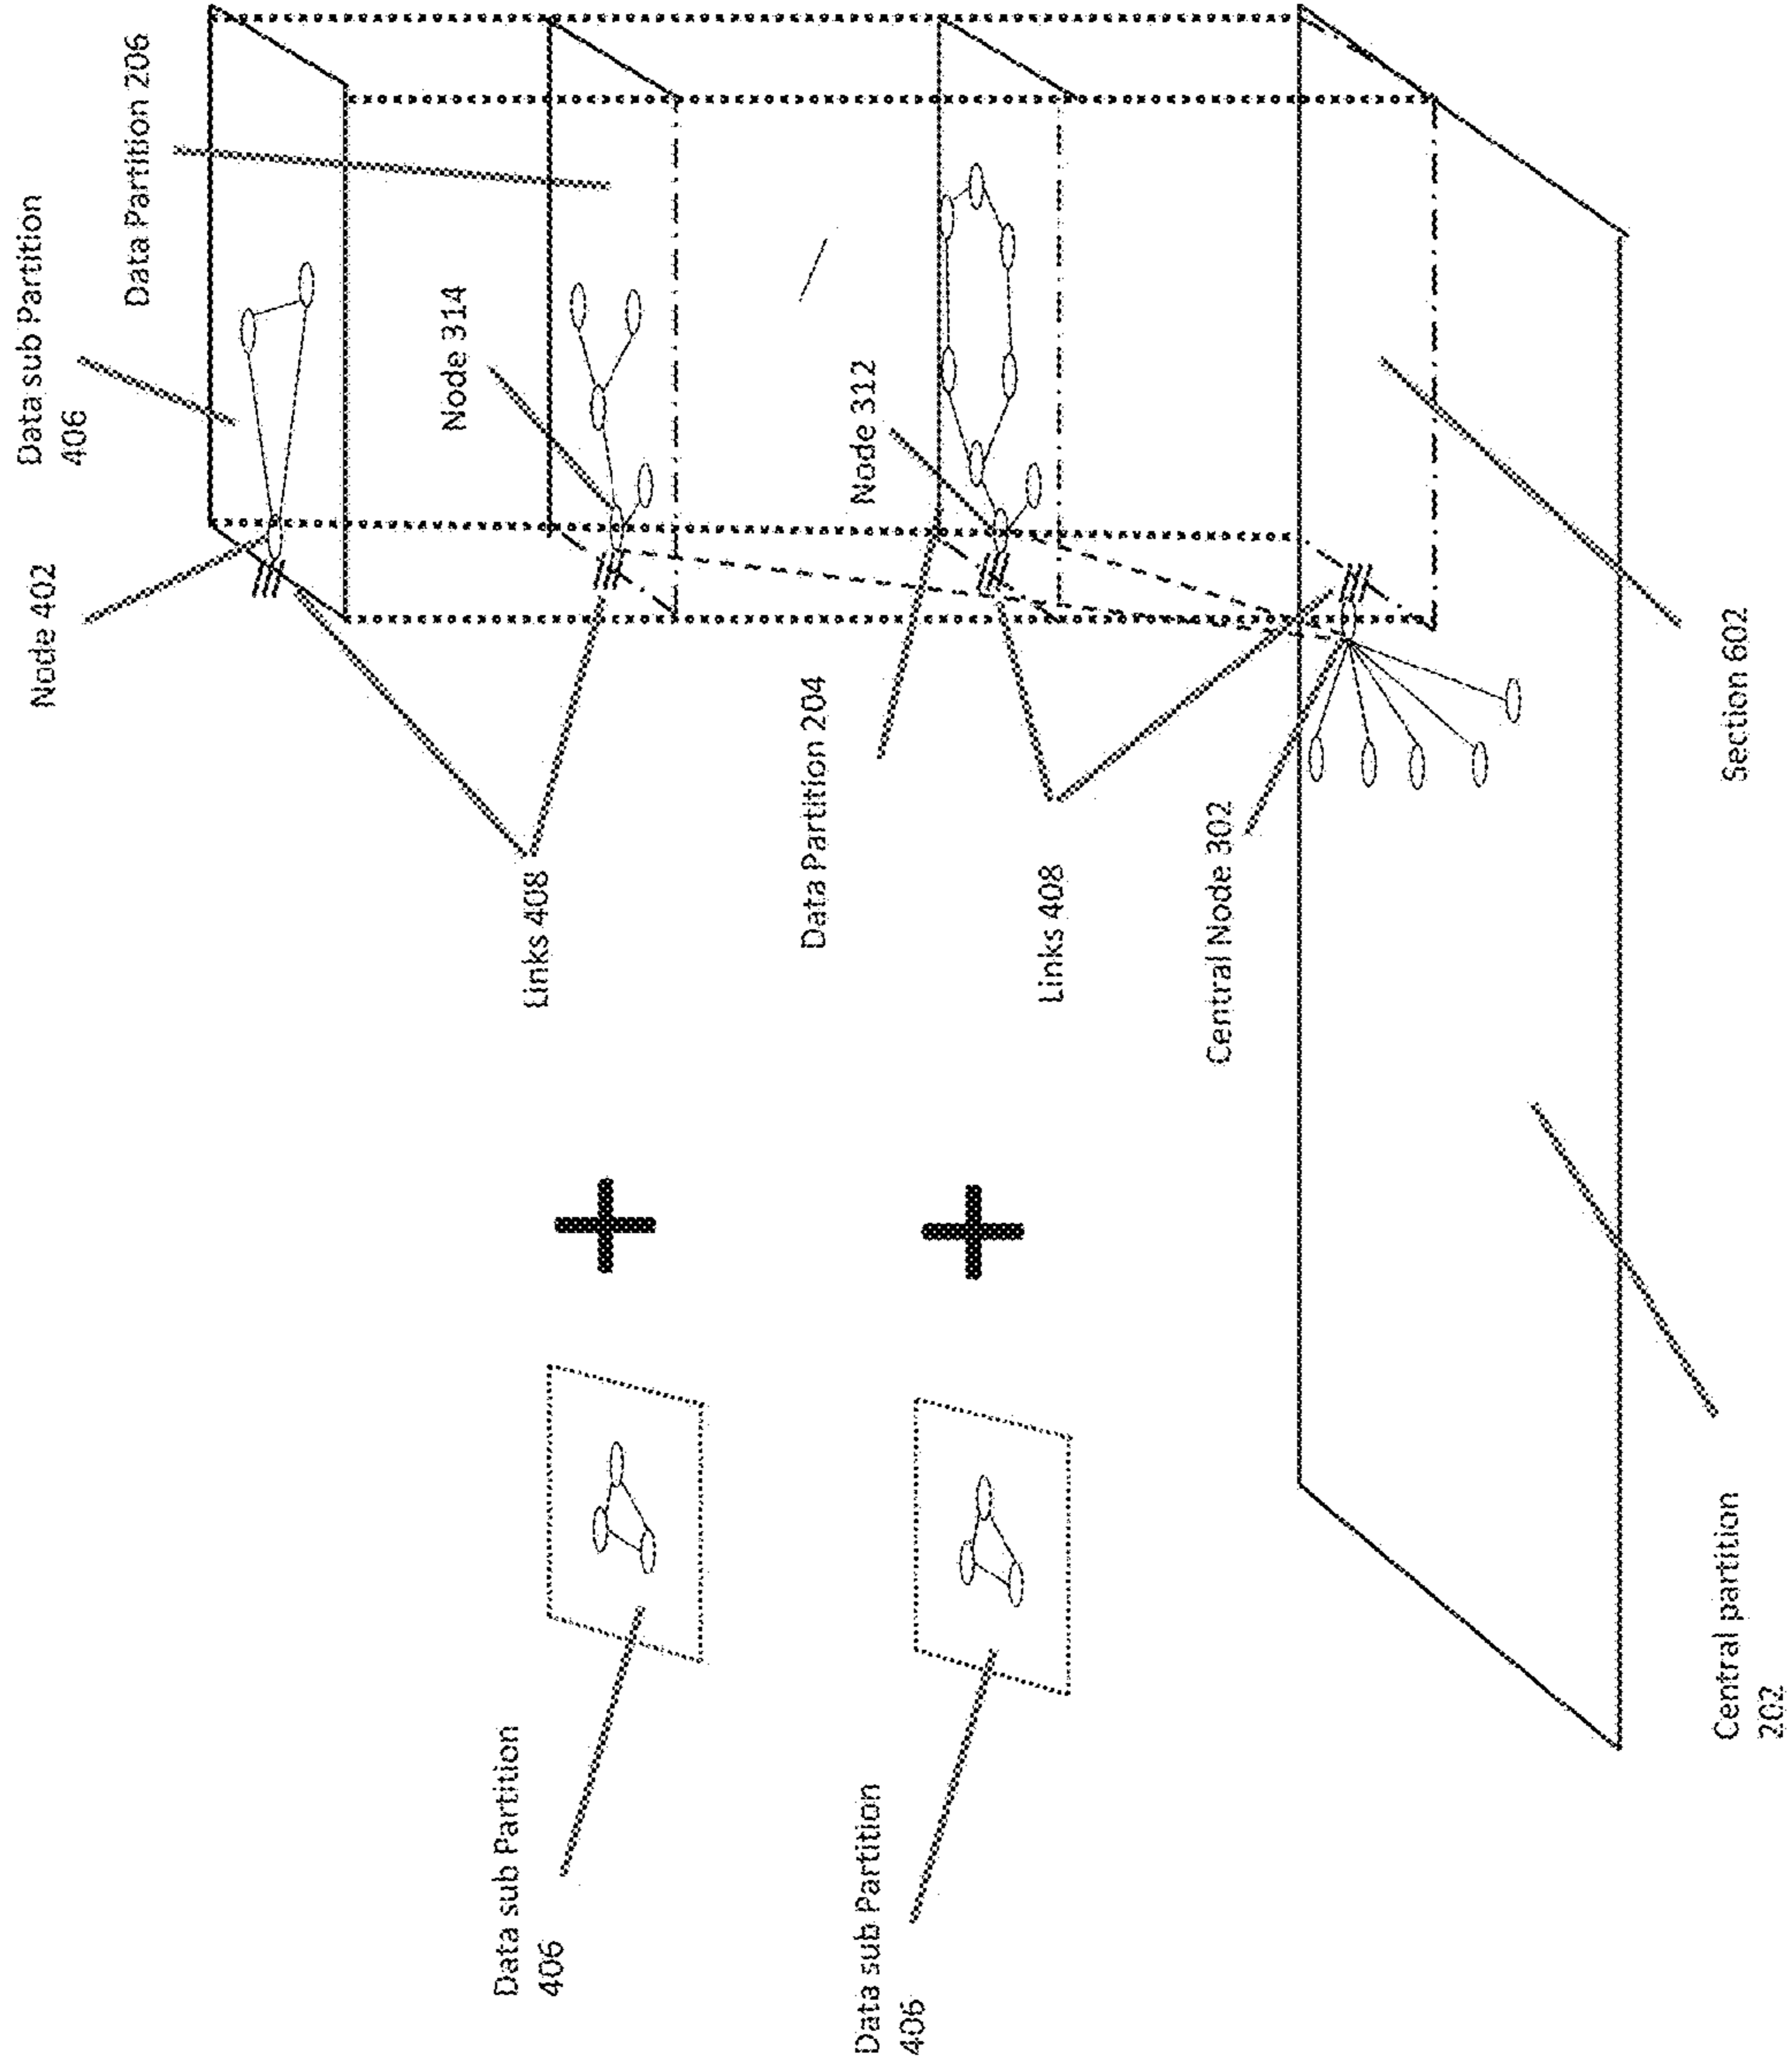 Data sub Partition
406
Data Partition 206
Node 402
Node 314
Node 312
Links 408
Data Partition 204
Links 408
Central Node 302
Section 602
Data sub Partition
406
Data sub Partition
406
Central partition
202